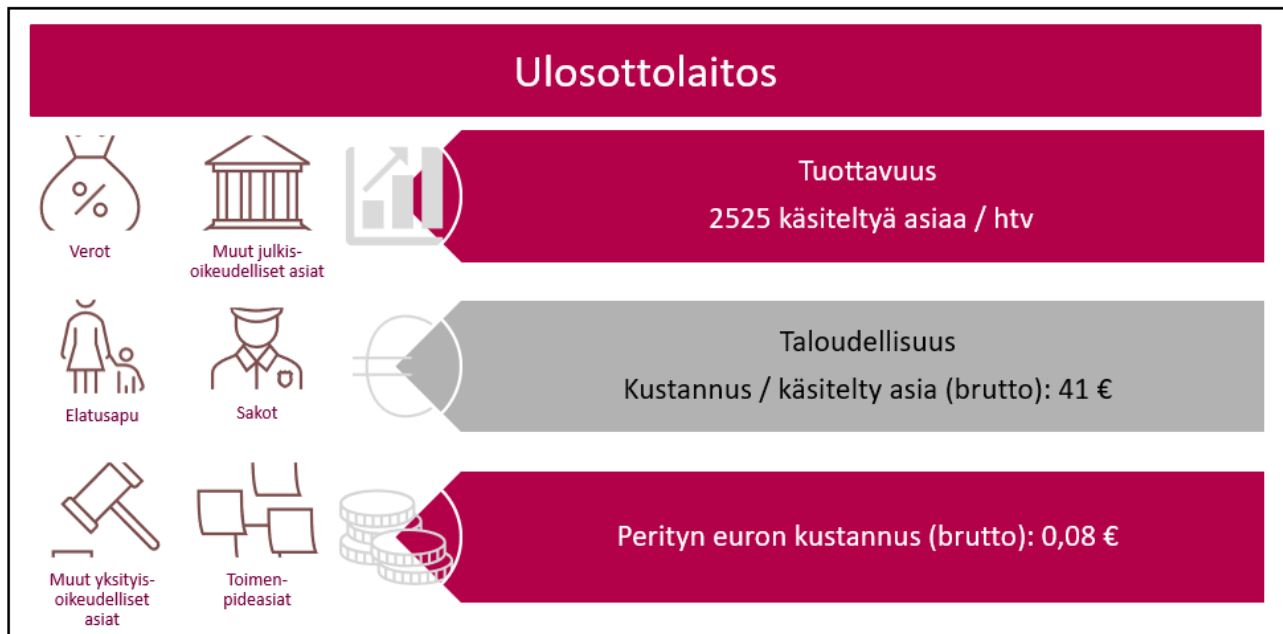 Ulosottolaitos
%
Verot
Muut julkis-
oikeudelliset asiat
Tuottavuus
2525 käsiteltyä asiaa / htv
Elatusapu
Sakot
Taloudellisuus
Kustannus / käsitelty asia (brutto): 41 €
Muut yksityis-
oikeudelliset
asiat
Toimen-
pideasiat
Perityn euron kustannus (brutto): 0,08 €